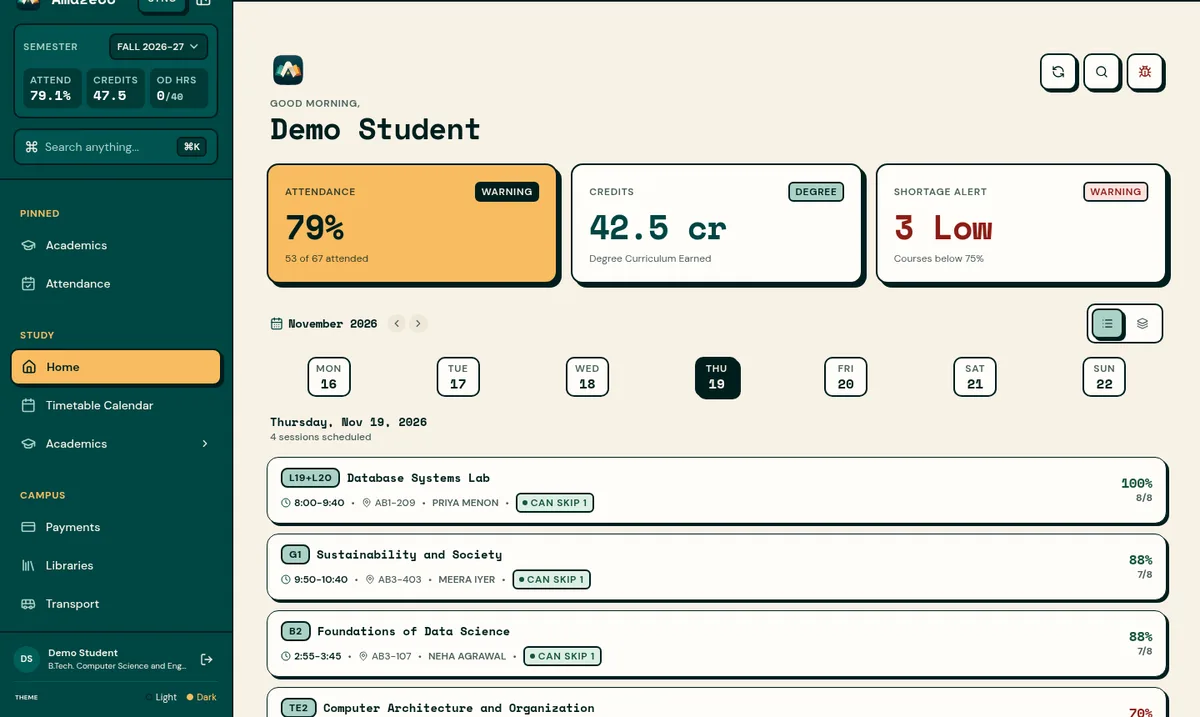 SEMESTER
FALL 2026-27
ATTEND
79.1%
CREDITS
47.5
OD HRS
0/40
Search anything...
⌘K
PINNED
Academics
Attendance
STUDY
Home
Timetable Calendar
Academics
CAMPUS
Payments
Libraries
Transport
DS
Demo Student
B.Tech. Computer Science and Eng...
THEME
Light
Dark
GOOD MORNING,
Demo Student
ATTENDANCE
WARNING
79%
53 of 67 attended
CREDITS
DEGREE
42.5 cr
Degree Curriculum Earned
SHORTAGE ALERT
WARNING
3 Low
Courses below 75%
November 2026
MON
16
TUE
17
WED
18
THU
19
FRI
20
SAT
21
SUN
22
Thursday, Nov 19, 2026
4 sessions scheduled
L19+L20 Database Systems Lab
8:00-9:40 • AB1-209 • PRIYA MENON • CAN SKIP 1
100%
8/8
G1 Sustainability and Society
9:50-10:40 • AB3-403 • MEERA IYER • CAN SKIP 1
88%
7/8
B2 Foundations of Data Science
2:55-3:45 • AB3-107 • NEHA AGRAWAL • CAN SKIP 1
88%
7/8
TE2 Computer Architecture and Organization
70%